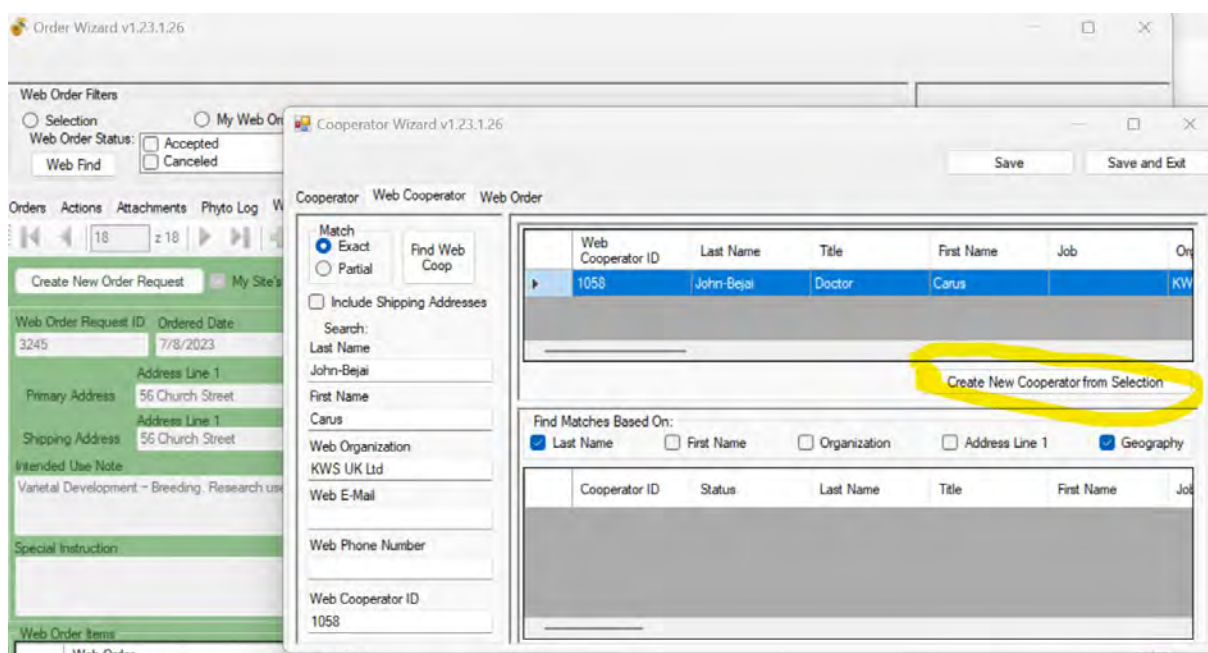 Order Wizard v1.23.1.26
Web Order Filters
Selection
My Web Or
Web Order Status:
Accepted
Canceled
Web Find
Orders Actions Attachments Phyto Log W
18 z 18
Create New Order Request
My Site's
Web Order Request ID Ordered Date
3245 7/8/2023
Address Line 1
Primary Address 56 Church Street
Address Line 1
Shipping Address 56 Church Street
Intended Use Note
Varietal Development - Breeding. Research use
Special Instruction
Web Order Items
Web Order
Cooperator Wizard v1.23.1.26
Save Save and Exit
Cooperator Web Cooperator Web Order
Match
Exact
Partial
Find Web
Coop
Include Shipping Addresses
Search:
Last Name
John-Bejai
First Name
Carus
Web Organization
KWS UK Ltd
Web E-Mail
Web Phone Number
Web Cooperator ID
1058
Web
Cooperator ID Last Name Title First Name Job Org
1058 John-Bejai Doctor Carus KW
Create New Cooperator from Selection
Find Matches Based On:
Last Name First Name Organization Address Line 1 Geography
Cooperator ID Status Last Name Title First Name Job